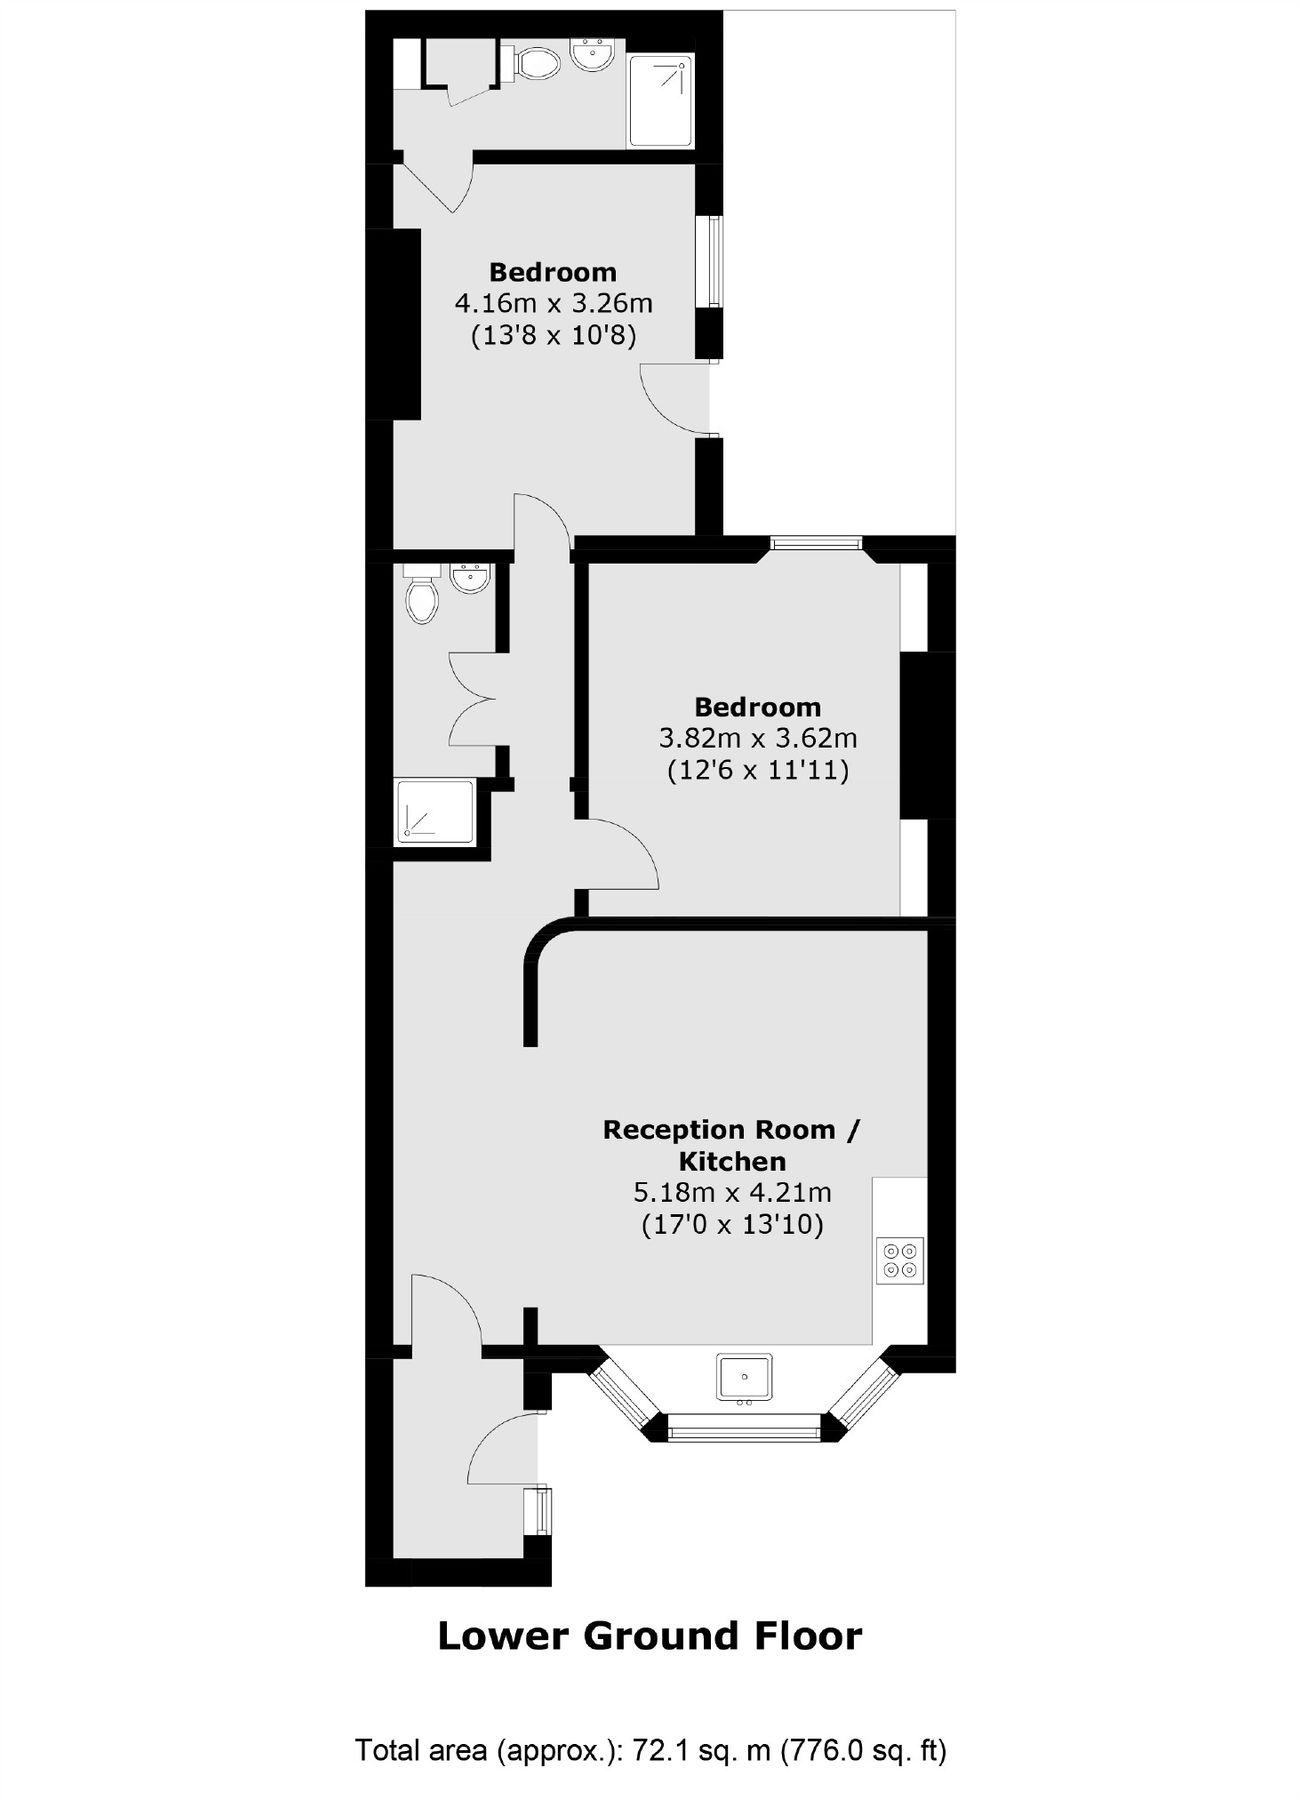 Bedroom
4.16m x 3.26m
(13'8 x 10'8)
Bedroom
3.82m x 3.62m
(12'6 x 11'11)
Reception Room /
Kitchen
5.18m x 4.21m
(17'0 x 13'10)
Lower Ground Floor
Total area (approx.): 72.1 sq. m (776.0 sq. ft)